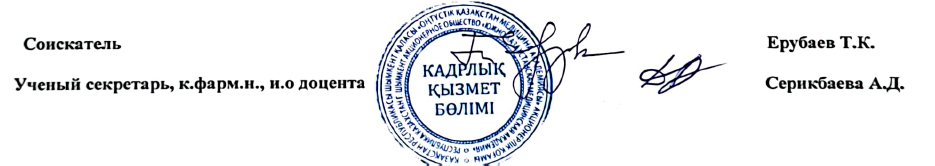 Соискатель Ерубаев Т.К.
КАДРЛЫҚ
ҚЫЗМЕТ
БӨЛІМІ
Ученый секретарь, к.фарм.н., и.о доцента Серикбаева А.Д.